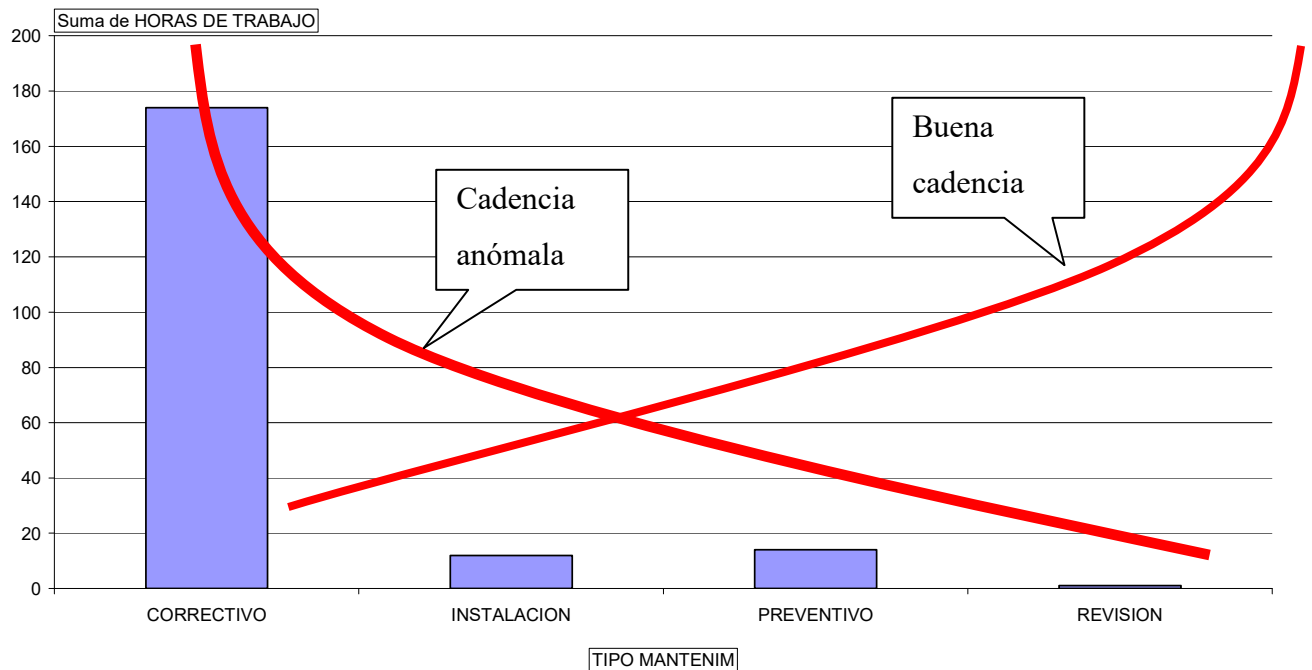 Suma de HORAS DE TRABAJO
200
180
160
140
120
100
80
60
40
20
0
Cadencia
anómala
Buena
cadencia
CORRECTIVO
INSTALACION
PREVENTIVO
REVISION
TIPO MANTENIM